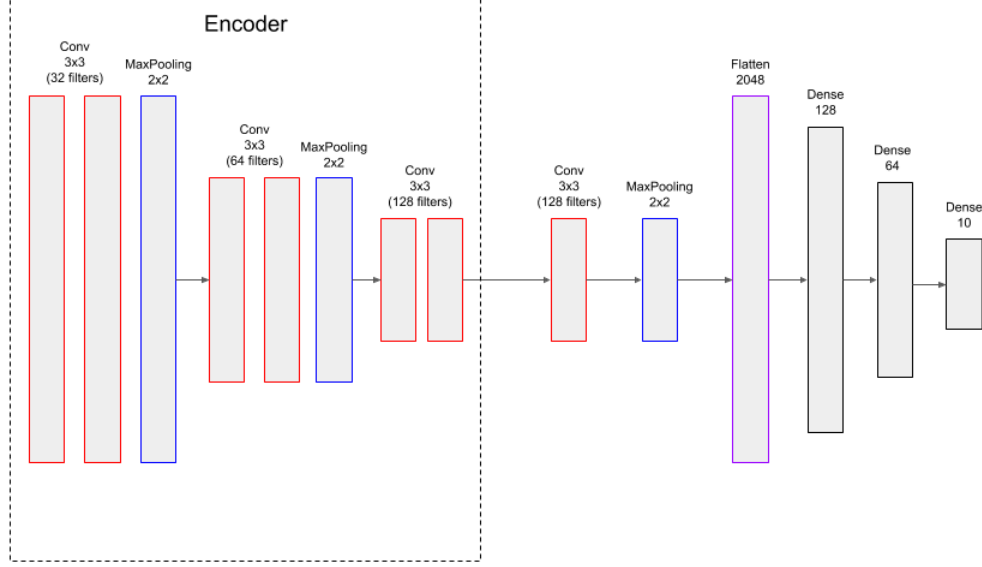 Encoder
Conv
3x3
(32 filters)
MaxPooling
2x2
Conv
3x3
(64 filters)
MaxPooling
2x2
Conv
3x3
(128 filters)
Conv
3x3
(128 filters)
MaxPooling
2x2
Flatten
2048
Dense
128
Dense
64
Dense
10